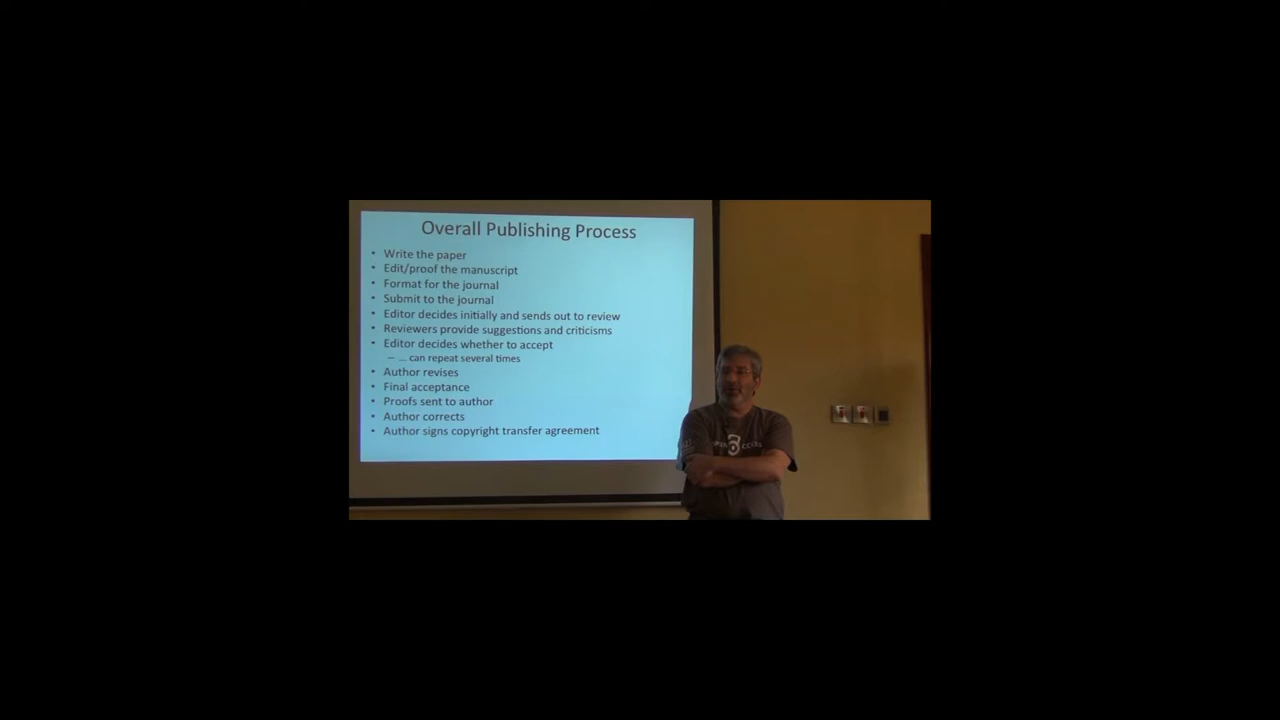 Overall Publishing Process
• Write the paper
• Edit/proof the manuscript
• Format for the journal
• Submit to the journal
• Editor decides initially and sends out to review
• Reviewers provide suggestions and criticisms
• Editor decides whether to accept
– ... can repeat several times
• Author revises
• Final acceptance
• Proofs sent to author
• Author corrects
• Author signs copyright transfer agreement